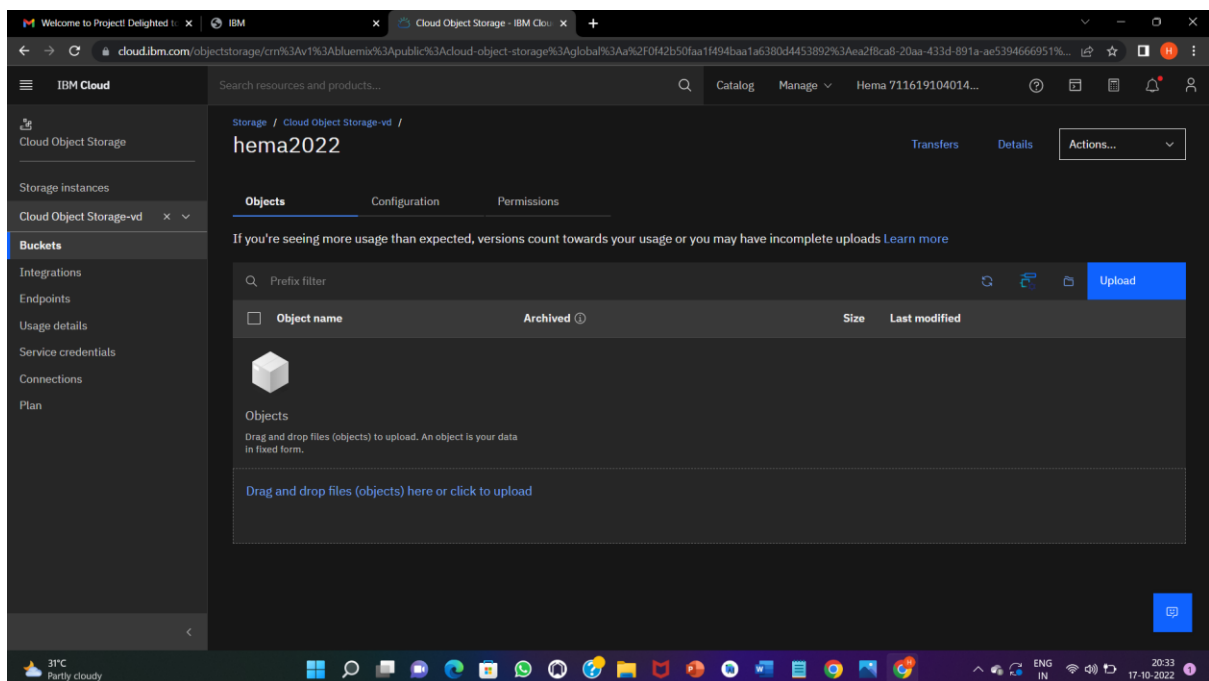 Welcome to Project! Delighted to
IBM
Cloud Object Storage - IBM Clou
cloud.ibm.com/objectstorage/crn%3Av1%3Abluemix%3Apublic%3Acloud-object-storage%3Aglobal%3Aa%2F0f42b50faa1f494baa1a6380d4453892%3Aea2f8ca8-20aa-433d-891a-ae5394666951%...
H
IBM Cloud
Search resources and products...
Catalog
Manage
Hema 711619104014...
Cloud Object Storage
Storage instances
Cloud Object Storage-vd
Buckets
Integrations
Endpoints
Usage details
Service credentials
Connections
Plan
Storage / Cloud Object Storage-vd /
hema2022
Transfers
Details
Actions...
Objects
Configuration
Permissions
If you're seeing more usage than expected, versions count towards your usage or you may have incomplete uploads Learn more
Prefix filter
Upload
Object name
Archived
Size
Last modified
Objects
Drag and drop files (objects) to upload. An object is your data
in fixed form.
Drag and drop files (objects) here or click to upload
31°C
Partly cloudy
ENG
IN
20:33
17-10-2022
1